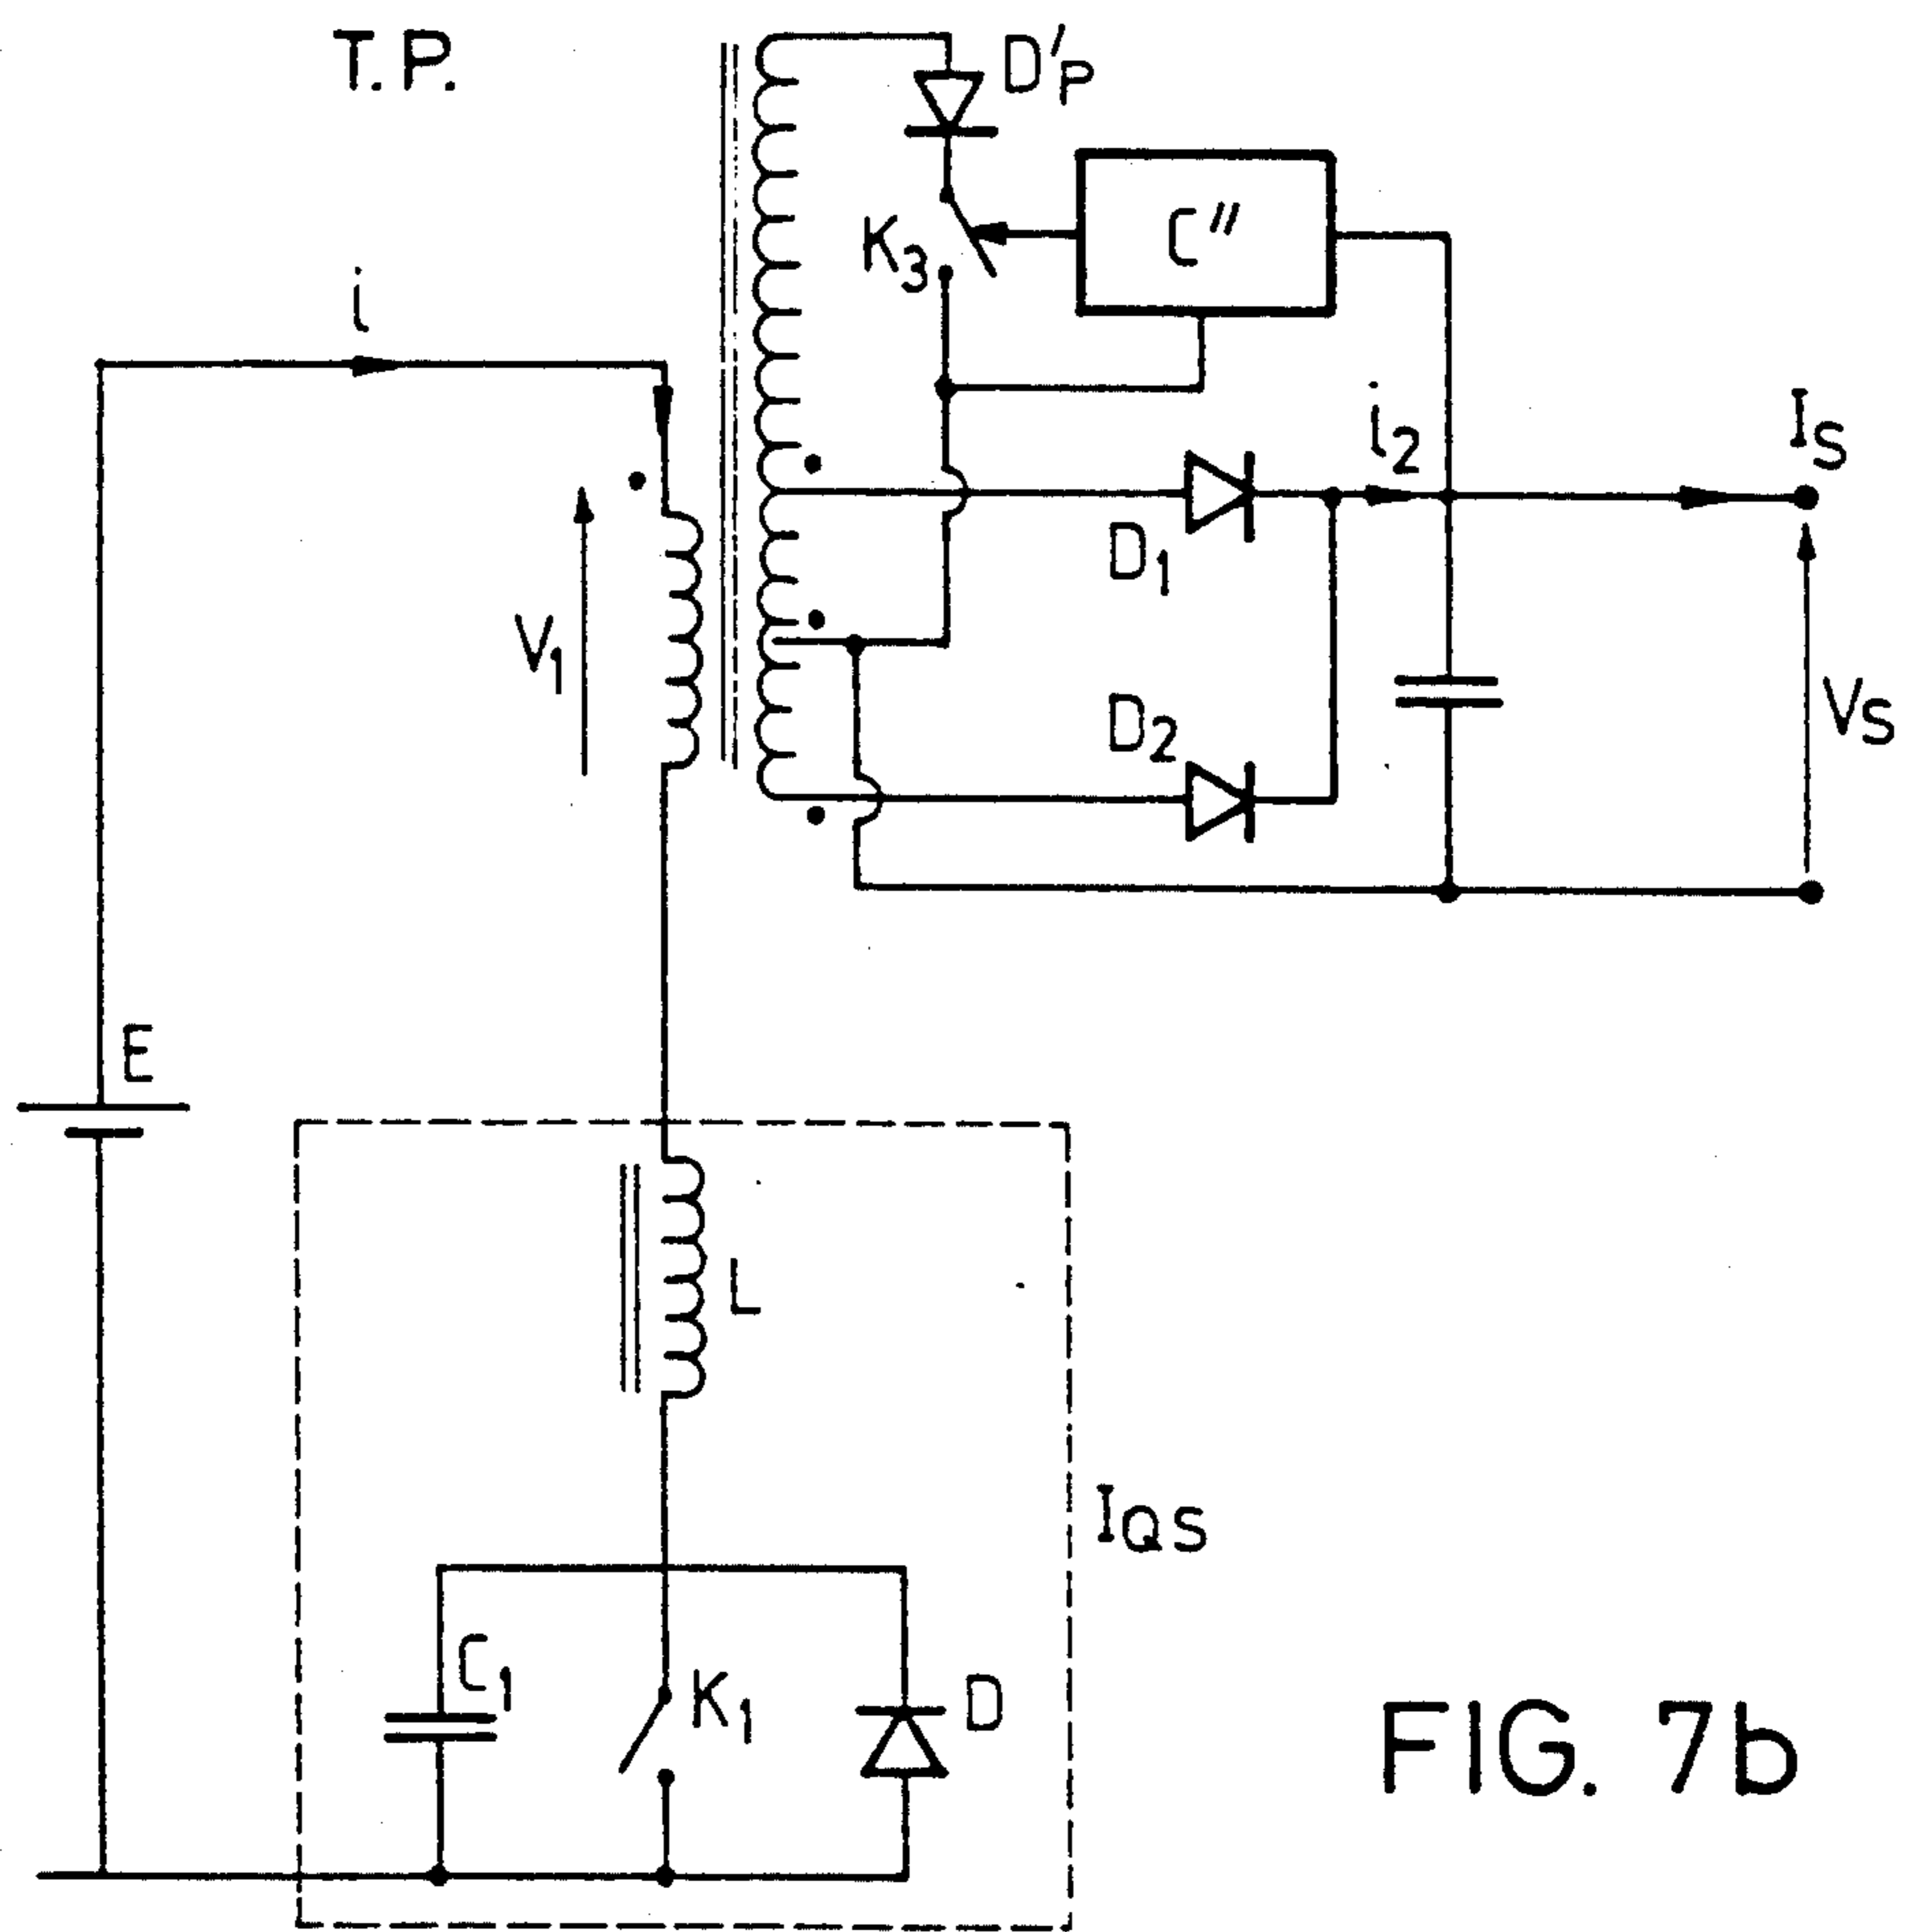 T.P.
D'P
K3
C"
i
i2
IS
D1
V1
D2
VS
E
L
IQS
C1
K1
D
FIG. 7b